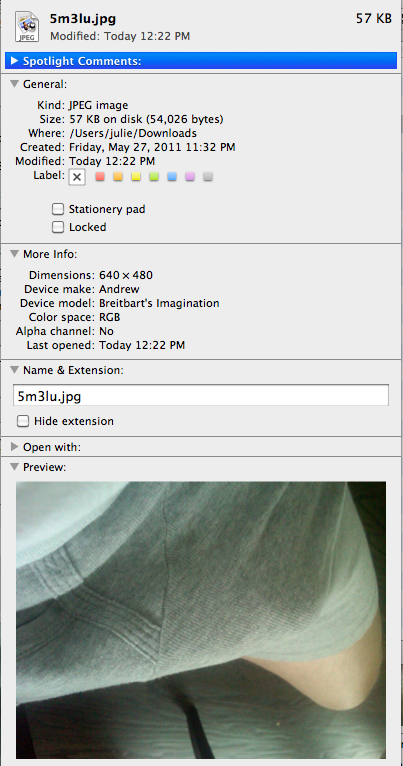 5m3lu.jpg 57 KB
Modified: Today 12:22 PM
JPEG
Spotlight Comments:
General:
Kind: JPEG image
Size: 57 KB on disk (54,026 bytes)
Where: /Users/julie/Downloads
Created: Friday, May 27, 2011 11:32 PM
Modified: Today 12:22 PM
Label:
Stationery pad
Locked
More Info:
Dimensions: 640 × 480
Device make: Andrew
Device model: Breitbart's Imagination
Color space: RGB
Alpha channel: No
Last opened: Today 12:22 PM
Name & Extension:
5m3lu.jpg
Hide extension
Open with:
Preview: